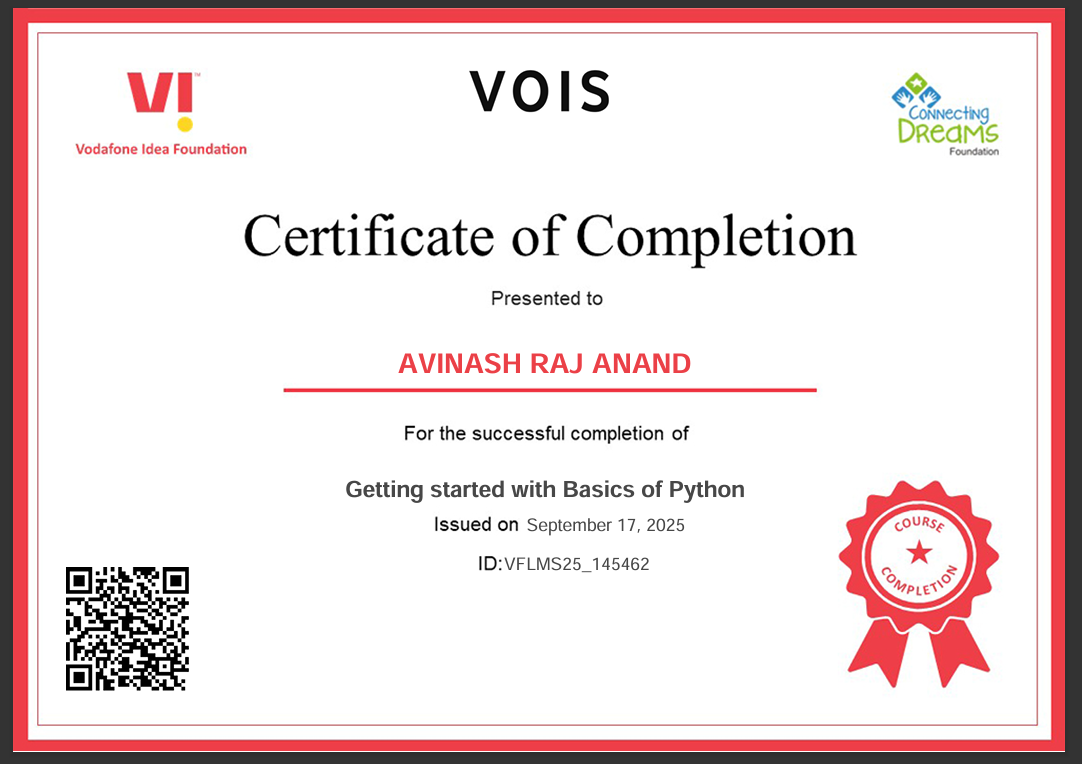 VI™
Vodafone Idea Foundation
VOIS
Connecting
Dreams
Foundation
Certificate of Completion
Presented to
AVINASH RAJ ANAND
For the successful completion of
Getting started with Basics of Python
Issued on September 17, 2025
ID:VFLMS25_145462
COURSE
COMPLETION